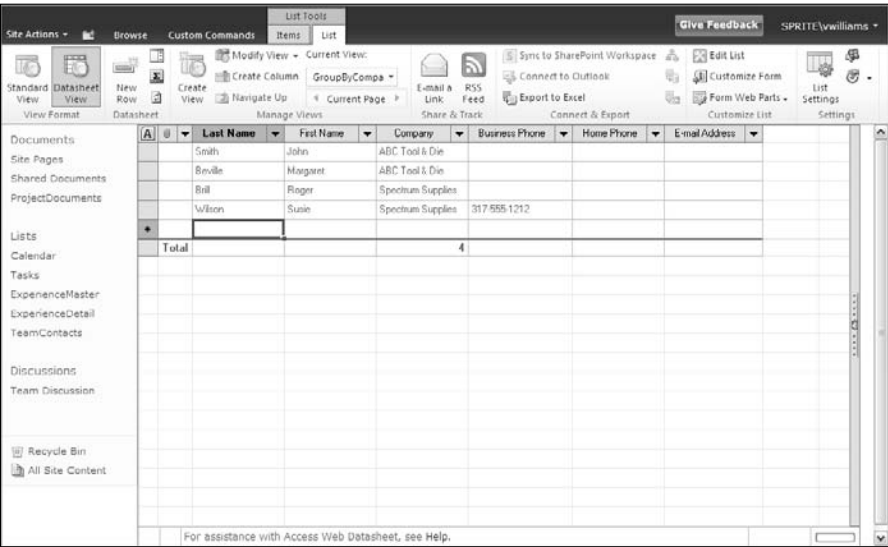 List Tools
Site Actions
Browse
Custom Commands
Items
List
Give Feedback
SPRITE\vwilliams
Standard View
Datasheet View
New Row
Create View
Modify View
Create Column
Navigate Up
Current View:
GroupByCompa
Current Page
E-mail a Link
RSS Feed
Sync to SharePoint Workspace
Connect to Outlook
Export to Excel
Edit List
Customize Form
Form Web Parts
List Settings
View Format
Datasheet
Manage Views
Share & Track
Connect & Export
Customize List
Settings
Documents
Site Pages
Shared Documents
ProjectDocuments
Lists
Calendar
Tasks
ExperienceMaster
ExperienceDetail
TeamContacts
Discussions
Team Discussion
Recycle Bin
All Site Content
A Last Name First Name Company Business Phone Home Phone E-mail Address
Smith John ABC Tool & Die
Beville Margaret ABC Tool & Die
Brill Roger Spectrum Supplies
Wilson Susie Spectrum Supplies 317-555-1212
Total 4
For assistance with Access Web Datasheet, see Help.